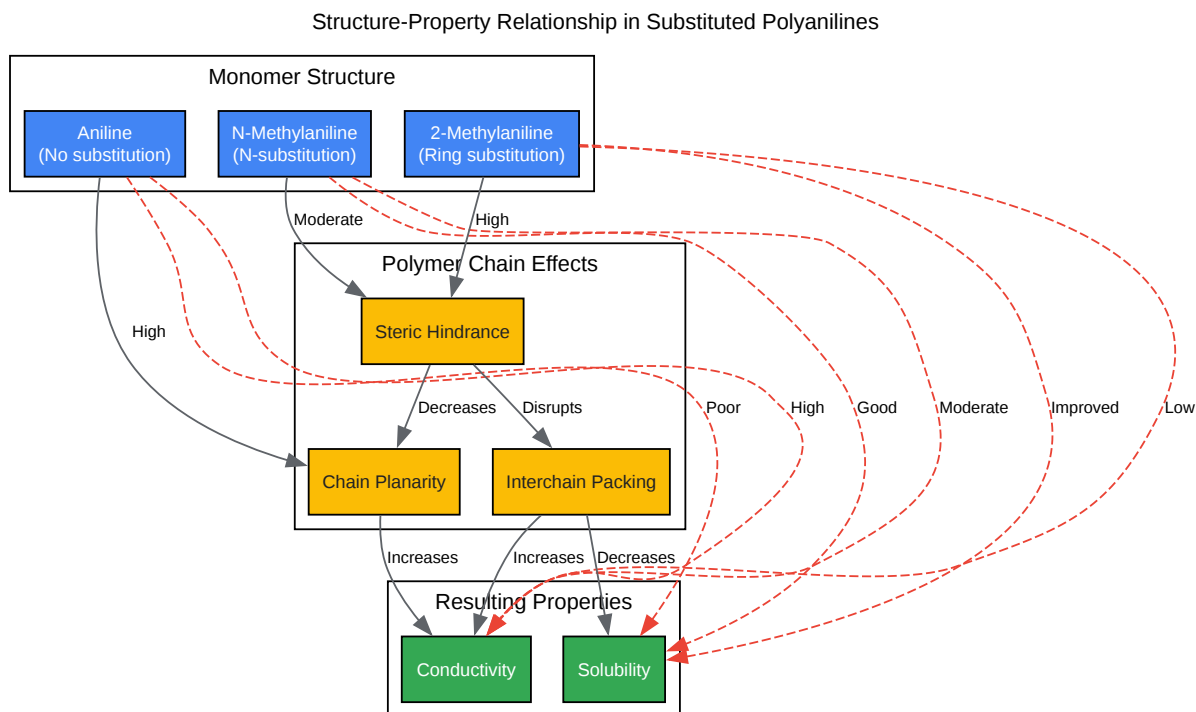 Structure-Property Relationship in Substituted Polyanilines
Monomer Structure
Aniline
(No substitution)
N-Methylaniline
(N-substitution)
2-Methylaniline
(Ring substitution)
Moderate
High
Polymer Chain Effects
Steric Hindrance
High
Decreases
Disrupts
Poor
High
Good
Moderate
Improved
Low
Chain Planarity
Interchain Packing
Increases
Increases
Decreases
Resulting Properties
Conductivity
Solubility